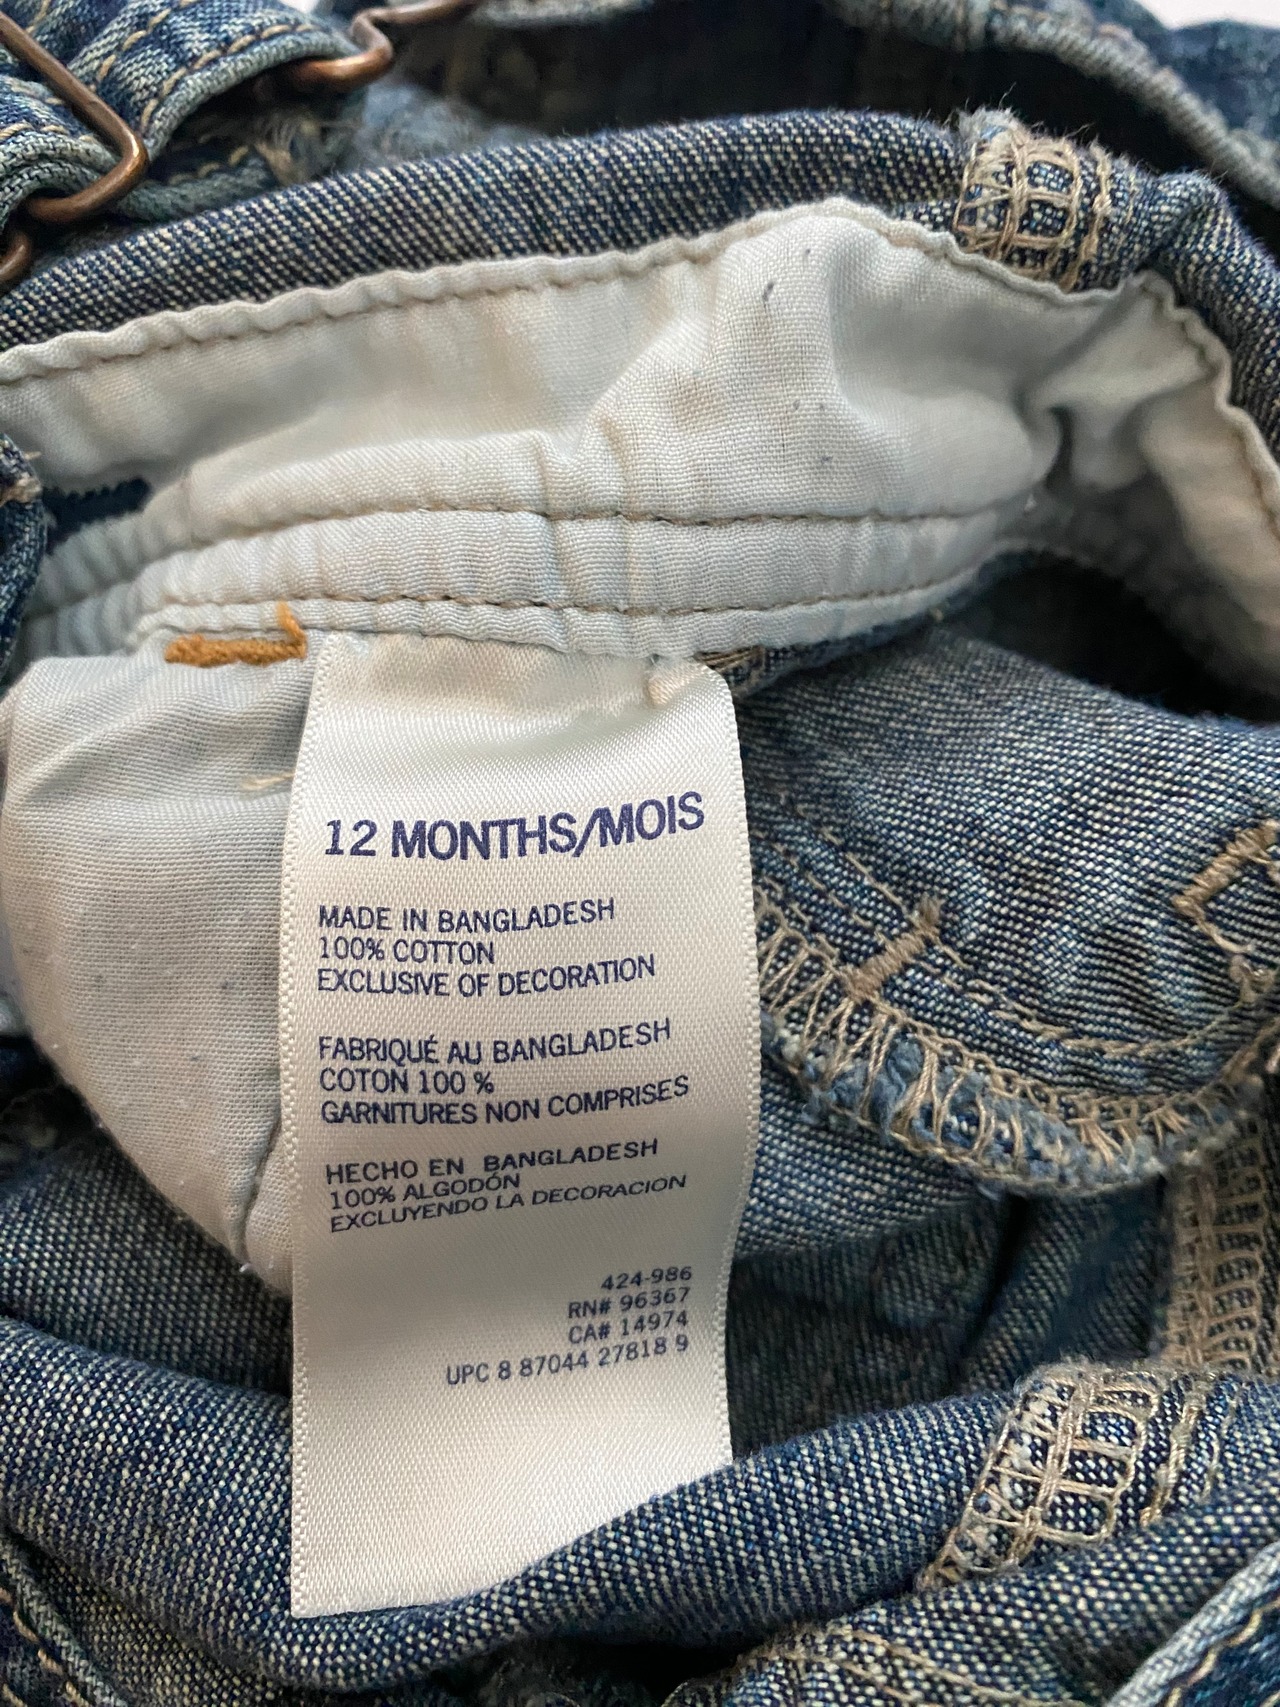 12 MONTHS/MOIS
MADE IN BANGLADESH
100% COTTON
EXCLUSIVE OF DECORATION
FABRIQUÉ AU BANGLADESH
COTON 100 %
GARNITURES NON COMPRISES
HECHO EN BANGLADESH
100% ALGODÓN
EXCLUYENDO LA DECORACION
424-986
RN# 96367
CA# 14974
UPC 8 87044 27818 9